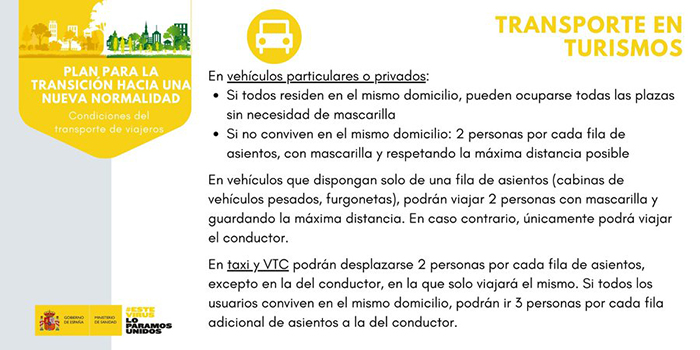 PLAN PARA LA
TRANSICIÓN HACIA UNA
NUEVA NORMALIDAD
Condiciones del
transporte de viajeros
TRANSPORTE EN
TURISMOS
En vehículos particulares o privados:
• Si todos residen en el mismo domicilio, pueden ocuparse todas las plazas
sin necesidad de mascarilla
• Si no conviven en el mismo domicilio: 2 personas por cada fila de
asientos, con mascarilla y respetando la máxima distancia posible
En vehículos que dispongan solo de una fila de asientos (cabinas de
vehículos pesados, furgonetas), podrán viajar 2 personas con mascarilla y
guardando la máxima distancia. En caso contrario, únicamente podrá viajar
el conductor.
En taxi y VTC podrán desplazarse 2 personas por cada fila de asientos,
excepto en la del conductor, en la que solo viajará el mismo. Si todos los
usuarios conviven en el mismo domicilio, podrán ir 3 personas por cada fila
adicional de asientos a la del conductor.
GOBIERNO
DE ESPAÑA
MINISTERIO
DE SANIDAD
#ESTE
VIRUS
LO
PARAMOS
UNIDOS